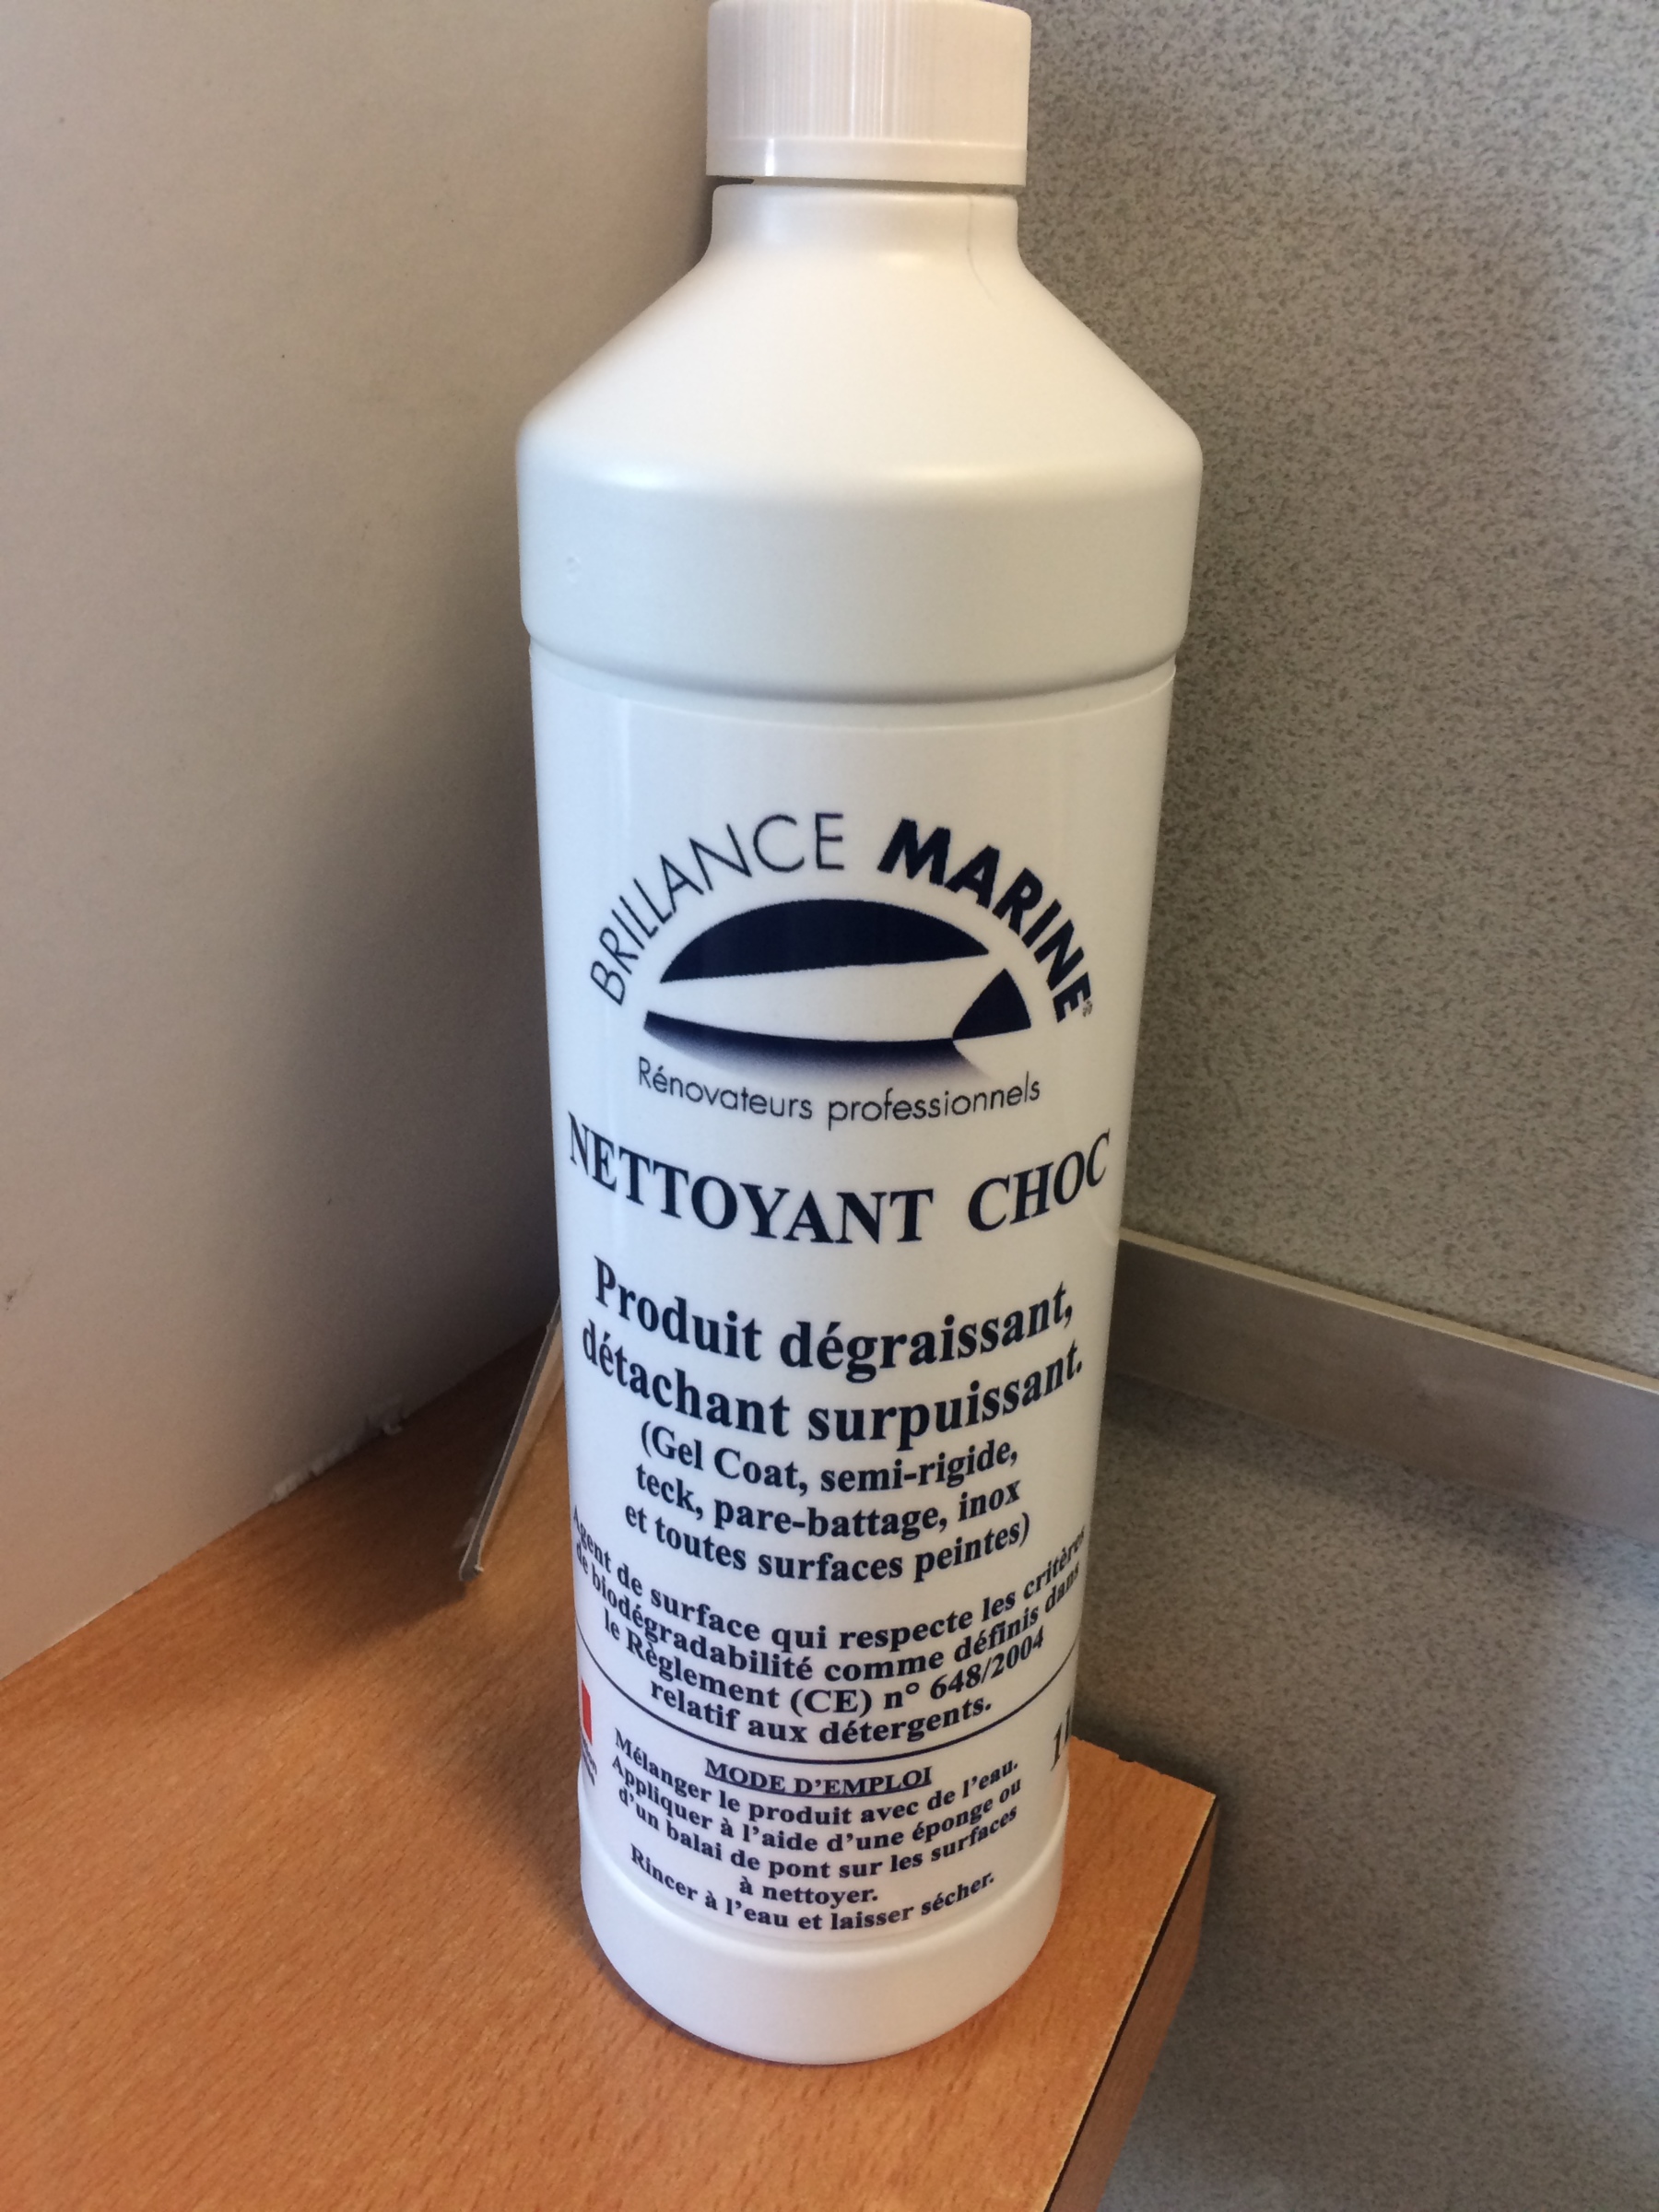 BRILLANCE MARINE
Rénovateurs professionnels
NETTOYANT CHOC
Produit dégraissant,
détachant surpuissant.
(Gel Coat, semi-rigide,
teck, pare-battage, inox
et toutes surfaces peintes)
Agent de surface qui respecte les critères
de biodégradabilité comme définis dans
le Règlement (CE) n° 648/2004
relatif aux détergents.
MODE D'EMPLOI
Mélanger le produit avec de l'eau.
Appliquer à l'aide d'une éponge ou
d'un balai de pont sur les surfaces
à nettoyer.
Rincer à l'eau et laisser sécher.